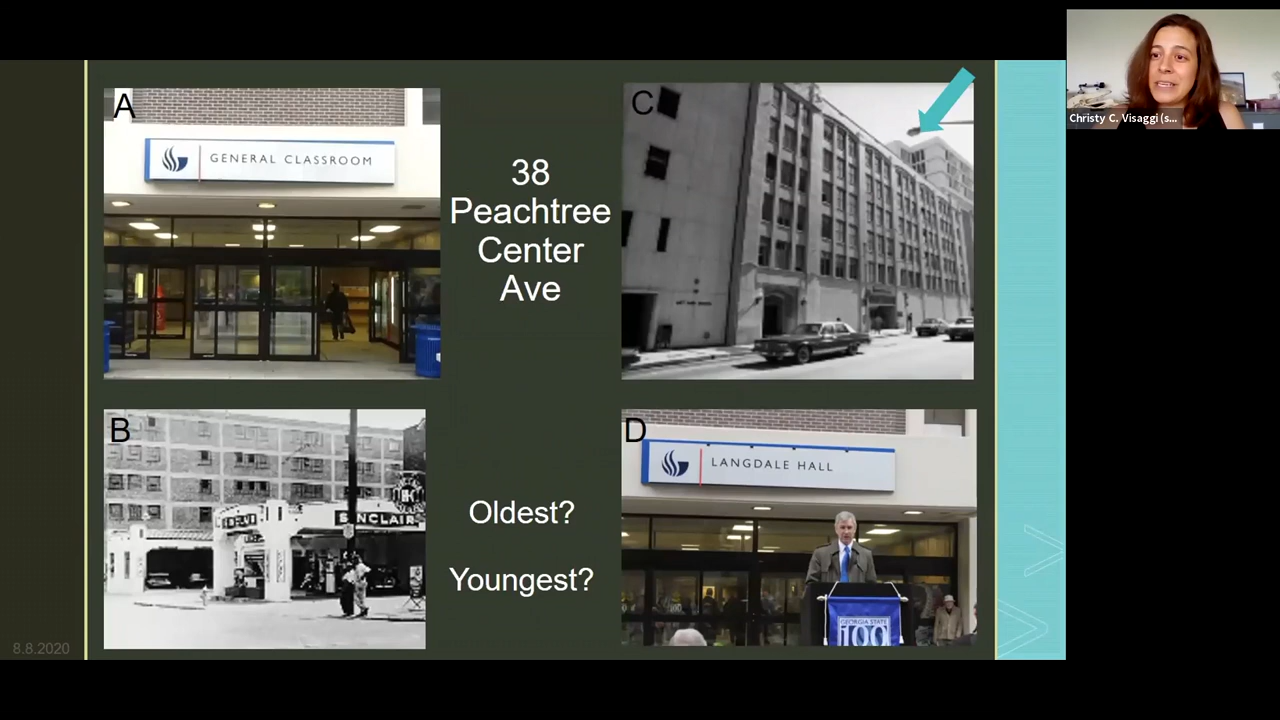 A
GENERAL CLASSROOM
38
Peachtree
Center
Ave
C
Christy C. Visaggi (s...
B
SINCLAIR
Oldest?
Youngest?
D
LANGDALE HALL
GEORGIA STATE
100
8.8.2020